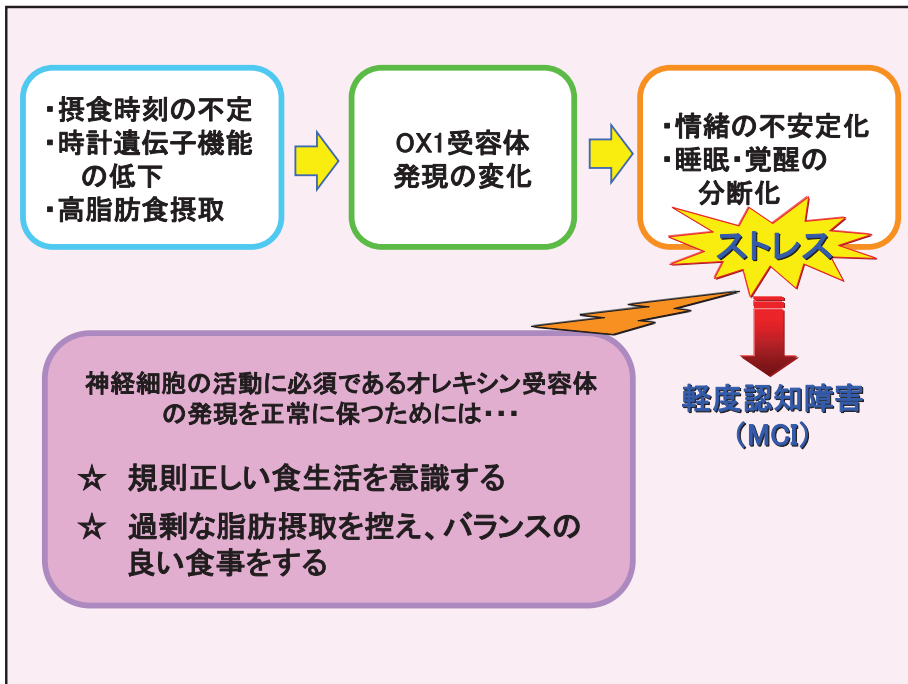 ・摂食時刻の不定
・時計遺伝子機能
の低下
・高脂肪食摂取
OX1受容体
発現の変化
・情緒の不安定化
・睡眠・覚醒の
分断化
ストレス
軽度認知障害
（MCI）
神経細胞の活動に必須であるオレキシン受容体
の発現を正常に保つためには・・・
☆ 規則正しい食生活を意識する
☆ 過剰な脂肪摂取を控え、バランスの
良い食事をする